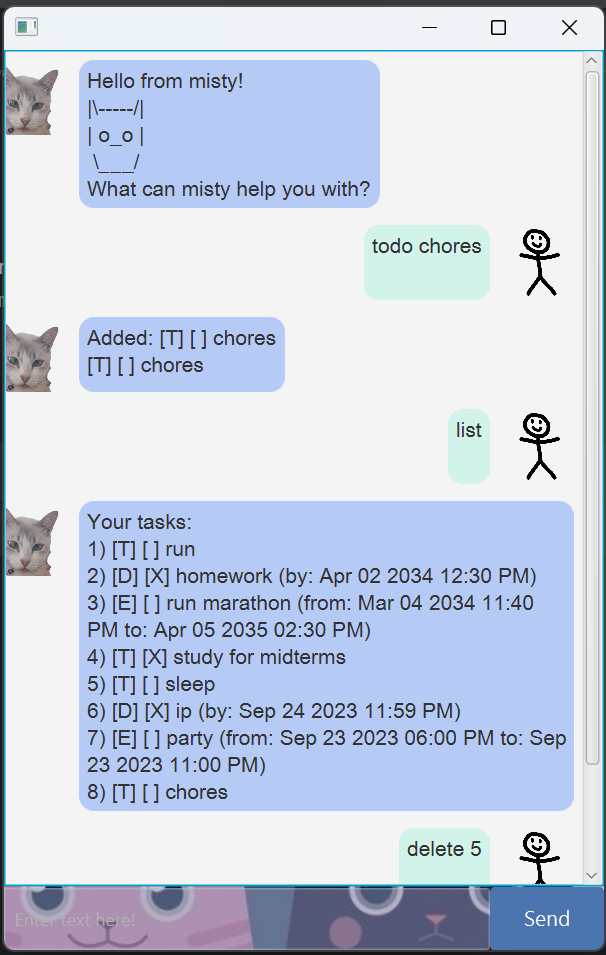 Hello from misty!
|\-----/|
| o_o |
\___/
What can misty help you with?
todo chores
Added: [T] [ ] chores
[T] [ ] chores
list
Your tasks:
1) [T] [ ] run
2) [D] [X] homework (by: Apr 02 2034 12:30 PM)
3) [E] [ ] run marathon (from: Mar 04 2034 11:40
PM to: Apr 05 2035 02:30 PM)
4) [T] [X] study for midterms
5) [T] [ ] sleep
6) [D] [X] ip (by: Sep 24 2023 11:59 PM)
7) [E] [ ] party (from: Sep 23 2023 06:00 PM to: Sep
23 2023 11:00 PM)
8) [T] [ ] chores
delete 5
Enter text here!
Send